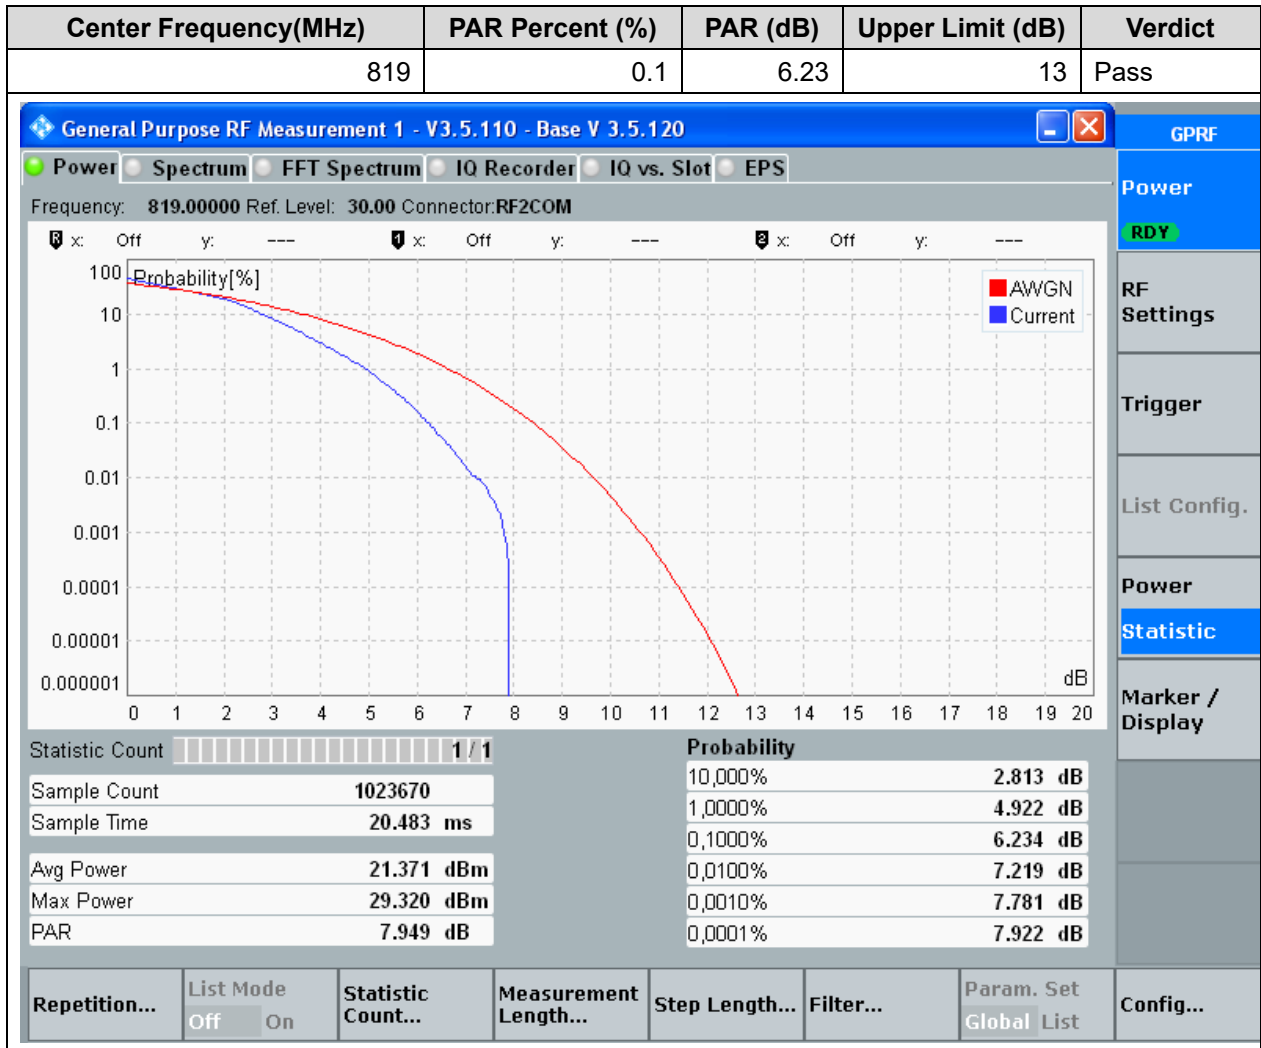 Center Frequency(MHz) PAR Percent (%) PAR (dB) Upper Limit (dB) Verdict
819 0.1 6.23 13 Pass
General Purpose RF Measurement 1 - V3.5.110 - Base V 3.5.120
GPRF
Power Spectrum FFT Spectrum IQ Recorder IQ vs. Slot EPS
Power
RDY
Frequency: 819.00000 Ref. Level: 30.00 Connector:RF2COM
R x: Off y: --- 1 x: Off y: --- 2 x: Off y: ---
Probability[%]
AWGN
Current
100
10
1
0.1
0.01
0.001
0.0001
0.00001
0.000001
dB
0 1 2 3 4 5 6 7 8 9 10 11 12 13 14 15 16 17 18 19 20
RF
Settings
Trigger
List Config.
Power
Statistic
Marker /
Display
Statistic Count 1 / 1
Sample Count 1023670
Sample Time 20.483 ms
Avg Power 21.371 dBm
Max Power 29.320 dBm
PAR 7.949 dB
Probability
10,000% 2.813 dB
1,0000% 4.922 dB
0,1000% 6.234 dB
0,0100% 7.219 dB
0,0010% 7.781 dB
0,0001% 7.922 dB
Repetition...
List Mode
Off On
Statistic
Count...
Measurement
Length...
Step Length...
Filter...
Param. Set
Global List
Config...